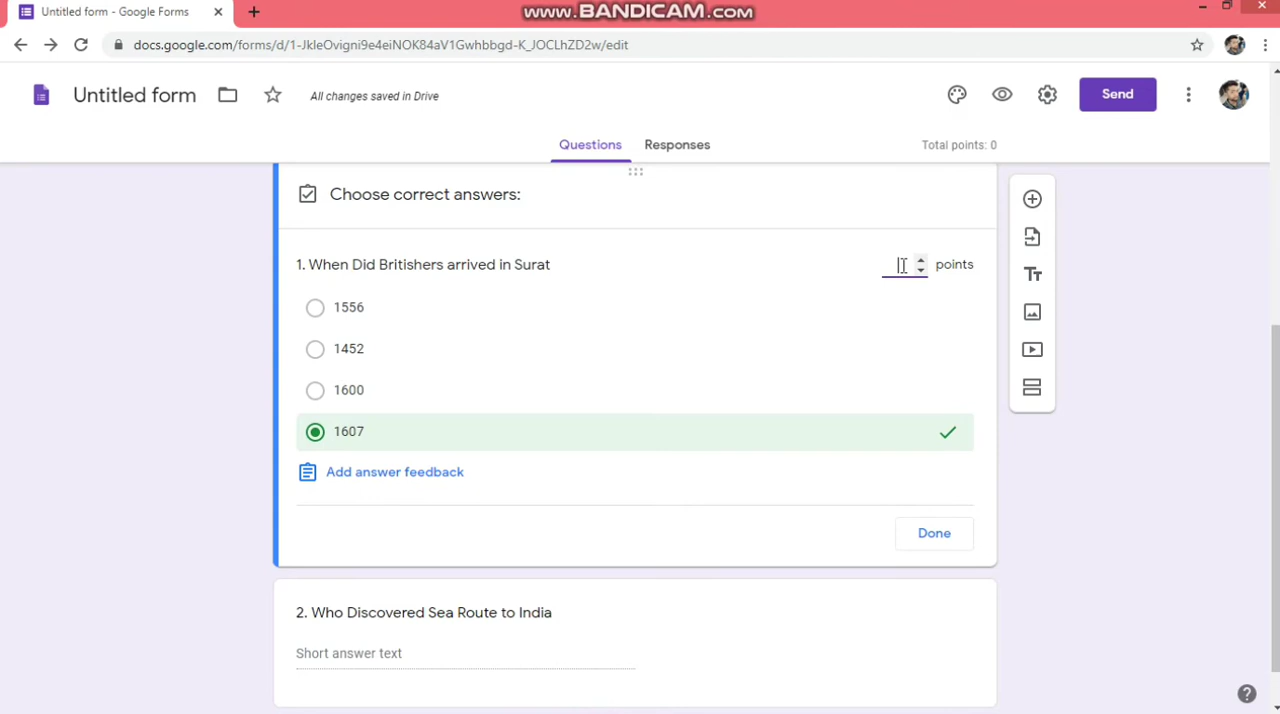 www.BANDICAM.com
Untitled form - Google Forms
docs.google.com/forms/d/1-JkleOvigni9e4eiNOK84aV1Gwhbbgd-K_JOCLhZD2w/edit
Untitled form
All changes saved in Drive
Send
Questions
Responses
Total points: 0
Choose correct answers:
1. When Did Britishers arrived in Surat
points
1556
1452
1600
1607
Add answer feedback
Done
2. Who Discovered Sea Route to India
Short answer text